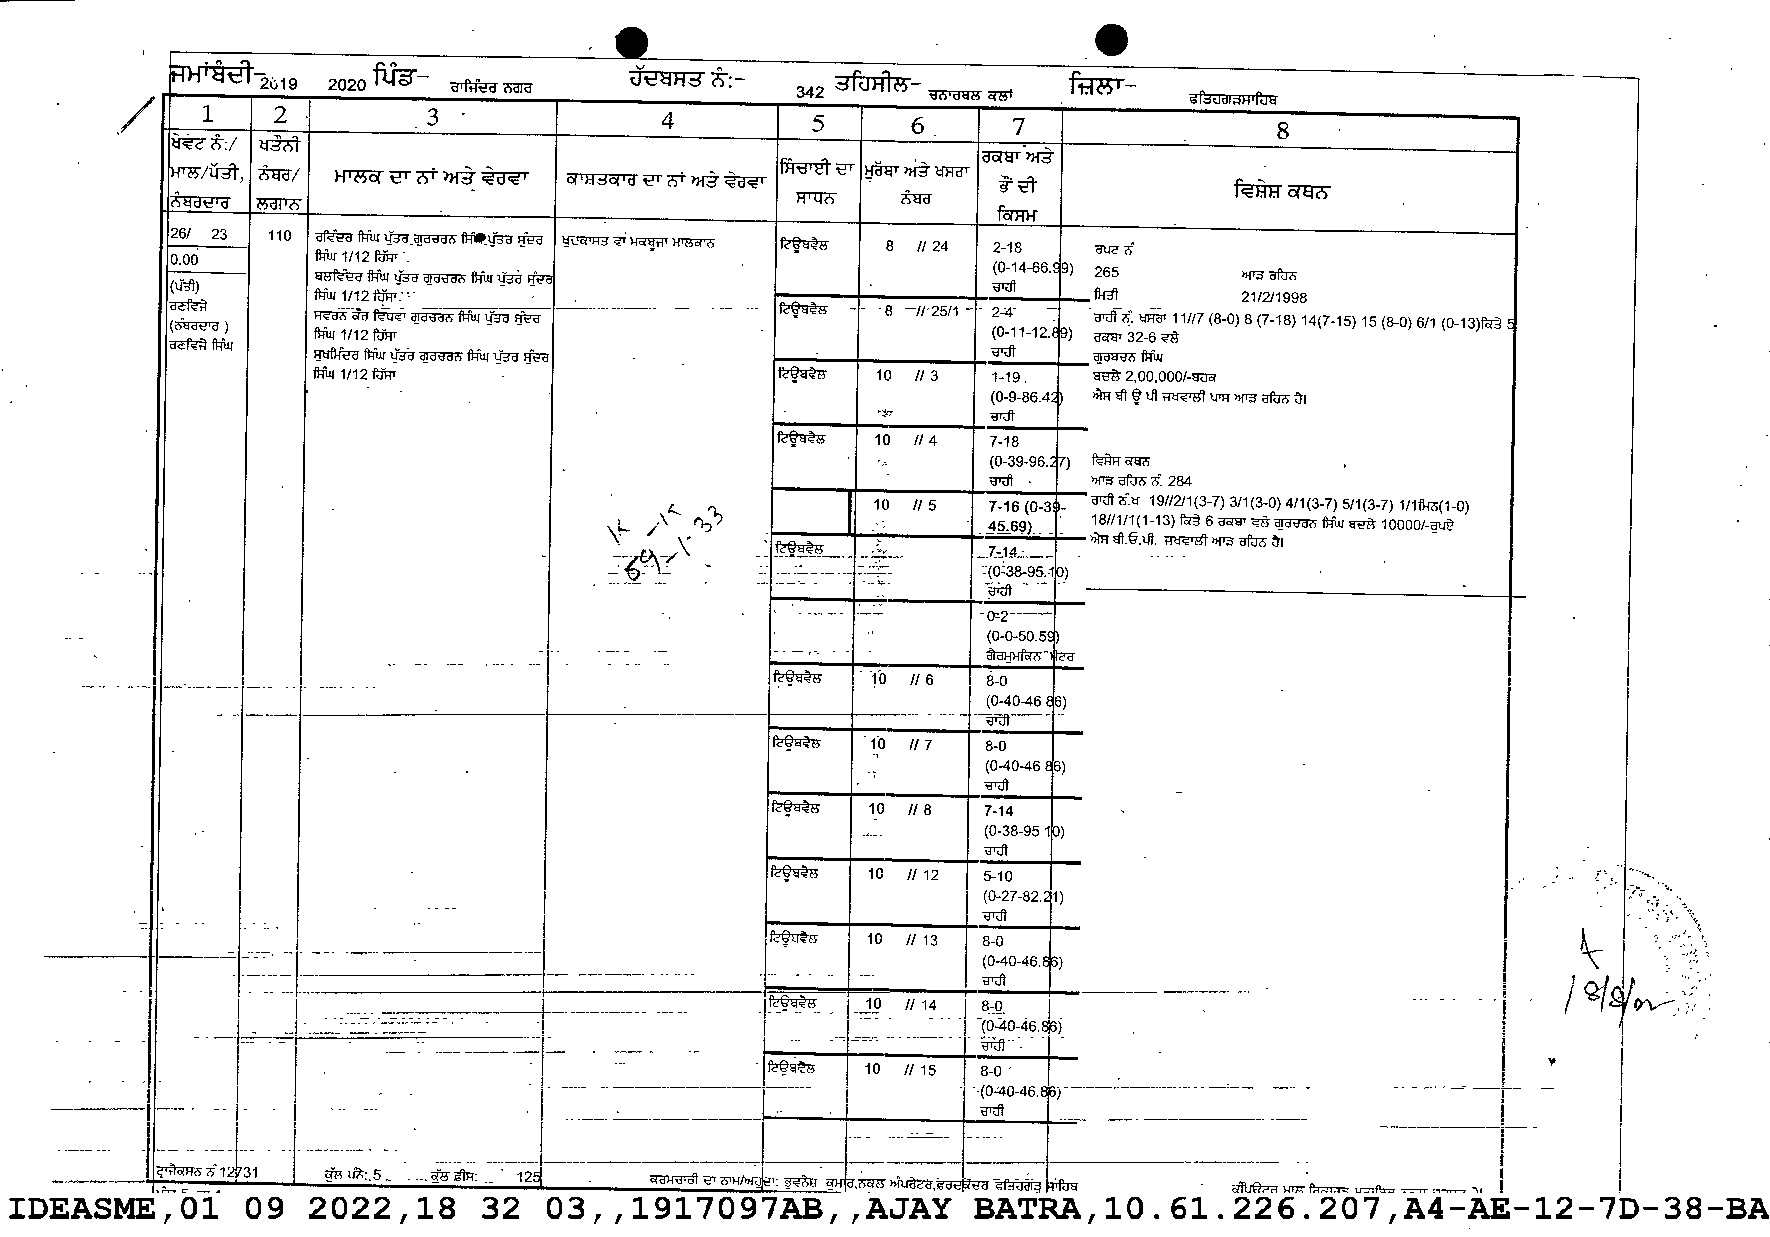 ਜਮਾਂਬੰਦੀ- 2019 2020 ਪਿੰਡ- ਰਾਜਿੰਦਰ ਨਗਰ ਹੱਦਬਸਤ ਨੰ:- 342 ਤਹਿਸੀਲ- ਚਨਾਰਥਲ ਕਲਾਂ ਜ਼ਿਲਾ- ਫਤਿਹਗੜਸਾਹਿਬ
1 2 3 4 5 6 7 8
ਖੇਵਟ ਨੰ:/
ਮਾਲ/ਪੱਤੀ,
ਨੰਬਰਦਾਰ
ਖਤੌਨੀ
ਨੰਬਰ/
ਲਗਾਨ
ਮਾਲਕ ਦਾ ਨਾਂ ਅਤੇ ਵੇਰਵਾ
ਕਾਸ਼ਤਕਾਰ ਦਾ ਨਾਂ ਅਤੇ ਵੇਰਵਾ
ਸਿੰਚਾਈ ਦਾ
ਸਾਧਨ
ਮੁਰੱਬਾ ਅਤੇ ਖਸਰਾ
ਨੰਬਰ
ਰਕਬਾ ਅਤੇ
ਭੌਂ ਦੀ
ਕਿਸਮ
ਵਿਸ਼ੇਸ਼ ਕਥਨ
26/ 23
0.00
(ਪੱਤੀ)
ਰਣਵਿਜੇ
(ਨੰਬਰਦਾਰ )
ਰਣਵਿਜੇ ਸਿੰਘ
110
ਰਵਿੰਦਰ ਸਿੰਘ ਪੁੱਤਰ ਗੁਰਚਰਨ ਸਿੰਘ ਪੁੱਤਰ ਸੁੰਦਰ
ਸਿੰਘ 1/12 ਹਿੱਸਾ
ਬਲਵਿੰਦਰ ਸਿੰਘ ਪੁੱਤਰ ਗੁਰਚਰਨ ਸਿੰਘ ਪੁੱਤਰ ਸੁੰਦਰ
ਸਿੰਘ 1/12 ਹਿੱਸਾ
ਸਵਰਨ ਕੌਰ ਵਿਧਵਾ ਗੁਰਚਰਨ ਸਿੰਘ ਪੁੱਤਰ ਸੁੰਦਰ
ਸਿੰਘ 1/12 ਹਿੱਸਾ
ਸੁਖਮਿੰਦਰ ਸਿੰਘ ਪੁੱਤਰ ਗੁਰਚਰਨ ਸਿੰਘ ਪੁੱਤਰ ਸੁੰਦਰ
ਸਿੰਘ 1/12 ਹਿੱਸਾ
ਖੁਦਕਾਸਤ ਵਾਂ ਮਕਬੂਜਾ ਮਾਲਕਾਨ
59-1-33
ਟਿਊਬਵੈਲ 8 // 24 2-18
(0-14-66.99)
ਚਾਹੀ
ਟਿਊਬਵੈਲ 8 // 25/1 2-4
(0-11-12.89)
ਚਾਹੀ
ਟਿਊਬਵੈਲ 10 // 3 1-19
(0-9-86.42)
ਚਾਹੀ
ਟਿਊਬਵੈਲ 10 // 4 7-18
(0-39-96.27)
ਚਾਹੀ
10 // 5 7-16 (0-39-
45.69)
ਟਿਊਬਵੈਲ 7-14
(0-38-95.10)
ਚਾਹੀ
0-2
(0-0-50.59)
ਗੈਰਮੁਮਕਿਨ ਮੋਟਰ
ਟਿਊਬਵੈਲ 10 // 6 8-0
(0-40-46 86)
ਚਾਹੀ
ਟਿਊਬਵੈਲ 10 // 7 8-0
(0-40-46 86)
ਚਾਹੀ
ਟਿਊਬਵੈਲ 10 // 8 7-14
(0-38-95 10)
ਚਾਹੀ
ਟਿਊਬਵੈਲ 10 // 12 5-10
(0-27-82.21)
ਚਾਹੀ
ਟਿਊਬਵੈਲ 10 // 13 8-0
(0-40-46.86)
ਚਾਹੀ
ਟਿਊਬਵੈਲ 10 // 14 8-0
(0-40-46.86)
ਚਾਹੀ
ਟਿਊਬਵੈਲ 10 // 15 8-0
(0-40-46.86)
ਚਾਹੀ
ਰਪਟ ਨੰ
265 ਆੜ ਰਹਿਨ
ਮਿਤੀ 21/2/1998
ਰਾਹੀ ਨੰ. ਖਸਰਾ 11//7 (8-0) 8 (7-18) 14(7-15) 15 (8-0) 6/1 (0-13)ਕਿਤੇ 5
ਰਕਬਾ 32-6 ਵਲੋ
ਗੁਰਬਚਨ ਸਿੰਘ
ਬਦਲੇ 2,00,000/-ਬਹਕ
ਐਸ ਬੀ ਊ ਪੀ ਜਖਵਾਲੀ ਪਾਸ ਆੜ ਰਹਿਨ ਹੈ।
ਵਿਸ਼ੇਸ ਕਥਨ
ਆੜ ਰਹਿਨ ਨੰ. 284
ਰਾਹੀ ਨੰ.ਖ 19//2/1(3-7) 3/1(3-0) 4/1(3-7) 5/1(3-7) 1/1ਮਿਨ(1-0)
18//1/1(1-13) ਕਿਤੇ 6 ਰਕਬਾ ਵਲੋ ਗੁਰਚਰਨ ਸਿੰਘ ਬਦਲੇ 10000/-ਰੁਪਏ
ਐਸ ਬੀ.ਓ.ਪੀ. ਜਖਵਾਲੀ ਆੜ ਰਹਿਨ ਹੈ।
ਟ੍ਰਾਜੈਕਸਨ ਨੰ 12731 ਕੁੱਲ ਪੰਨੇ: 5 ਕੁੱਲ ਫ਼ੀਸ: 125 ਕਰਮਚਾਰੀ ਦਾ ਨਾਮ/ਅਹੁਦਾ: ਭੁਵਨੇਸ਼ ਕੁਮਾਰ,ਨਕਲ ਅੋਪਰੇਟਰ,ਫਰਦਕੇਂਦਰ ਫਤਿਹਗੜ ਸਾਹਿਬ
IDEASME,01 09 2022,18 32 03,,1917097AB,,AJAY BATRA,10.61.226.207,A4-AE-12-7D-38-BA